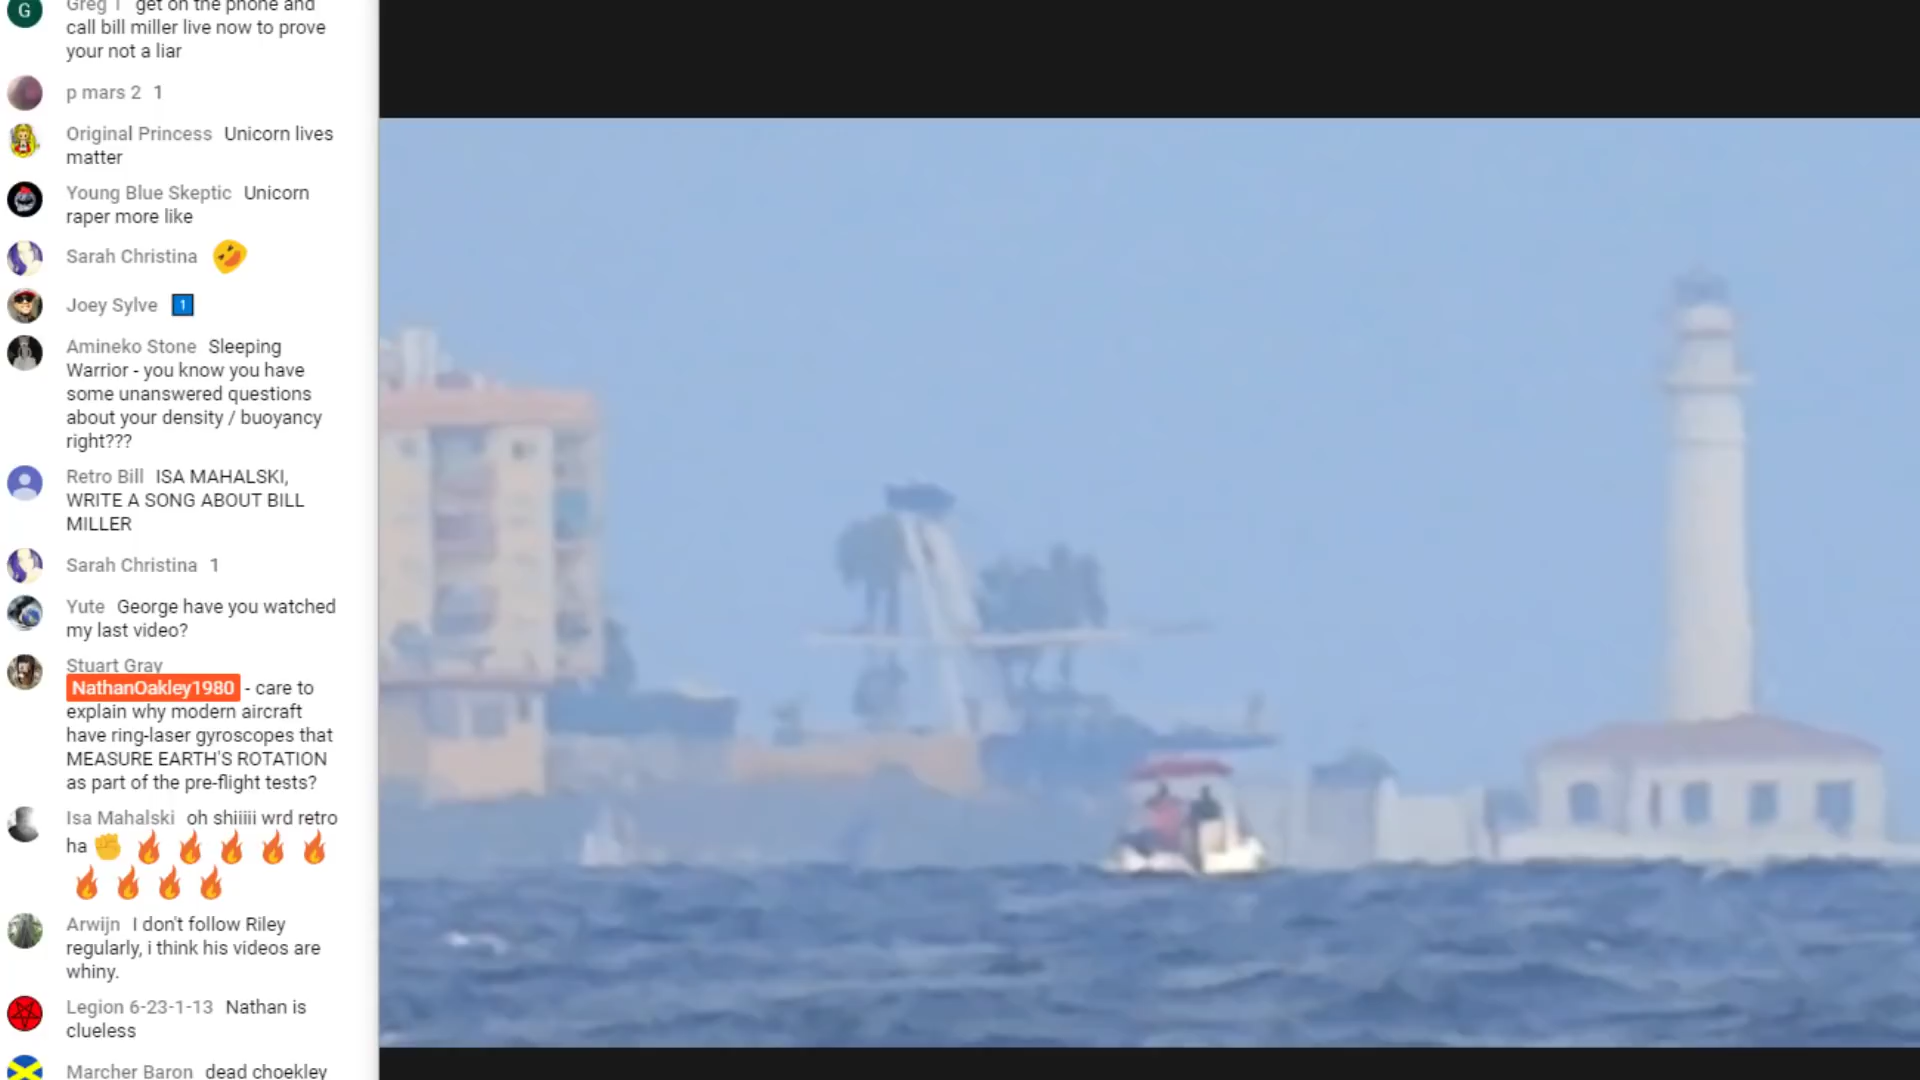 Greg T get on the phone and
call bill miller live now to prove
your not a liar
p mars 2 1
Original Princess Unicorn lives
matter
Young Blue Skeptic Unicorn
raper more like
Sarah Christina 🤣
Joey Sylve 1
Amineko Stone Sleeping
Warrior - you know you have
some unanswered questions
about your density / buoyancy
right???
Retro Bill ISA MAHALSKI,
WRITE A SONG ABOUT BILL
MILLER
Sarah Christina 1
Yute George have you watched
my last video?
Stuart Gray
NathanOakley1980 - care to
explain why modern aircraft
have ring-laser gyroscopes that
MEASURE EARTH'S ROTATION
as part of the pre-flight tests?
Isa Mahalski oh shiiiii wrd retro
ha ✊ 🔥 🔥 🔥 🔥 🔥
🔥 🔥 🔥 🔥
Arwijn I don't follow Riley
regularly, i think his videos are
whiny.
Legion 6-23-1-13 Nathan is
clueless
Marcher Baron dead choekley
G